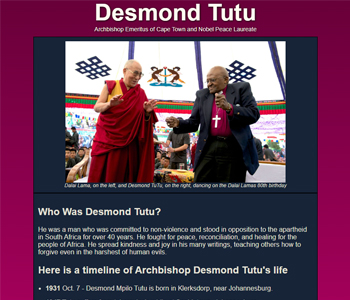 Desmond Tutu
Archbishop Emeritus of Cape Town and Nobel Peace Laureate
Dalai Lama, on the left, and Desmond Tutu, on the right, dancing on the Dalai Lamas 80th birthday
Who Was Desmond Tutu?
He was a man who was committed to non-violence and stood in opposition to the apartheid
in South Africa for over 40 years. He fought for peace, reconciliation, and healing for the
people of Africa. He spread kindness and joy in his many writings, teaching others how to
forgive even in the harshest of human evils.
Here is a timeline of Archbishop Desmond Tutu's life
• 1931 Oct. 7 - Desmond Mpilo Tutu is born in Klerksdorp, near Johannesburg.